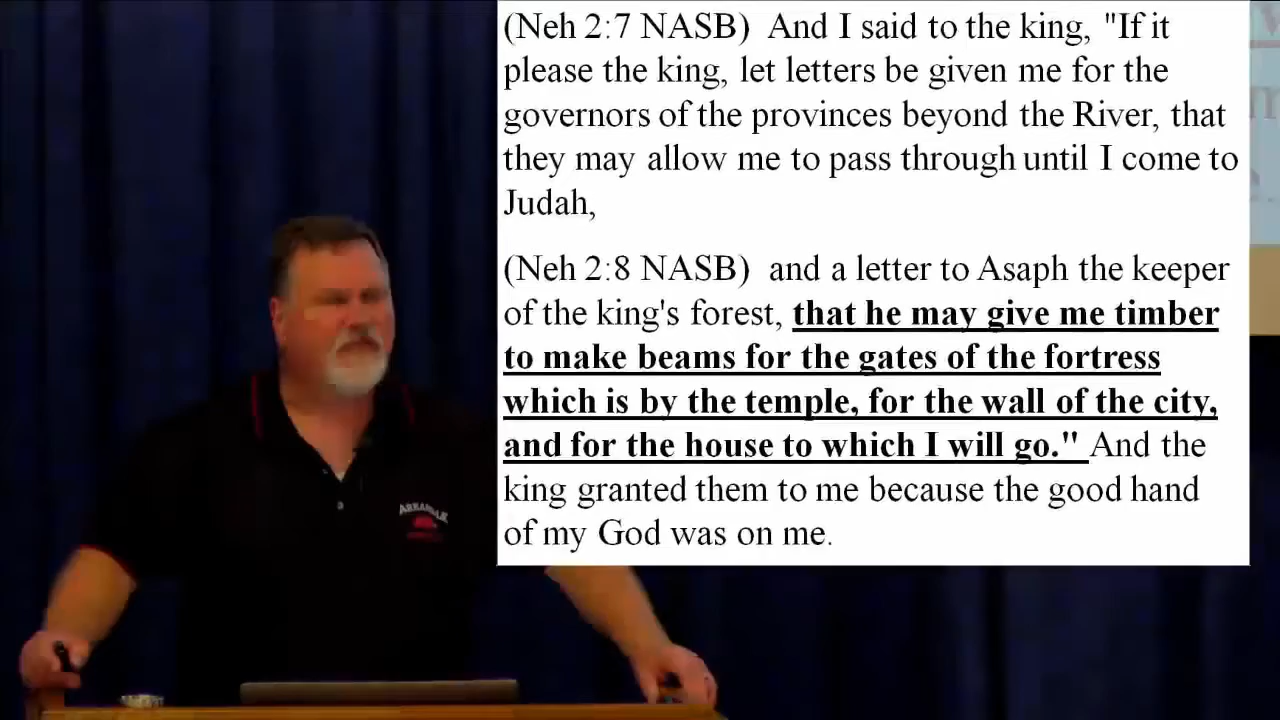 (Neh 2:7 NASB) And I said to the king, "If it
please the king, let letters be given me for the
governors of the provinces beyond the River, that
they may allow me to pass through until I come to
Judah,
(Neh 2:8 NASB) and a letter to Asaph the keeper
of the king's forest, that he may give me timber
to make beams for the gates of the fortress
which is by the temple, for the wall of the city,
and for the house to which I will go." And the
king granted them to me because the good hand
of my God was on me.
ARKANSAS